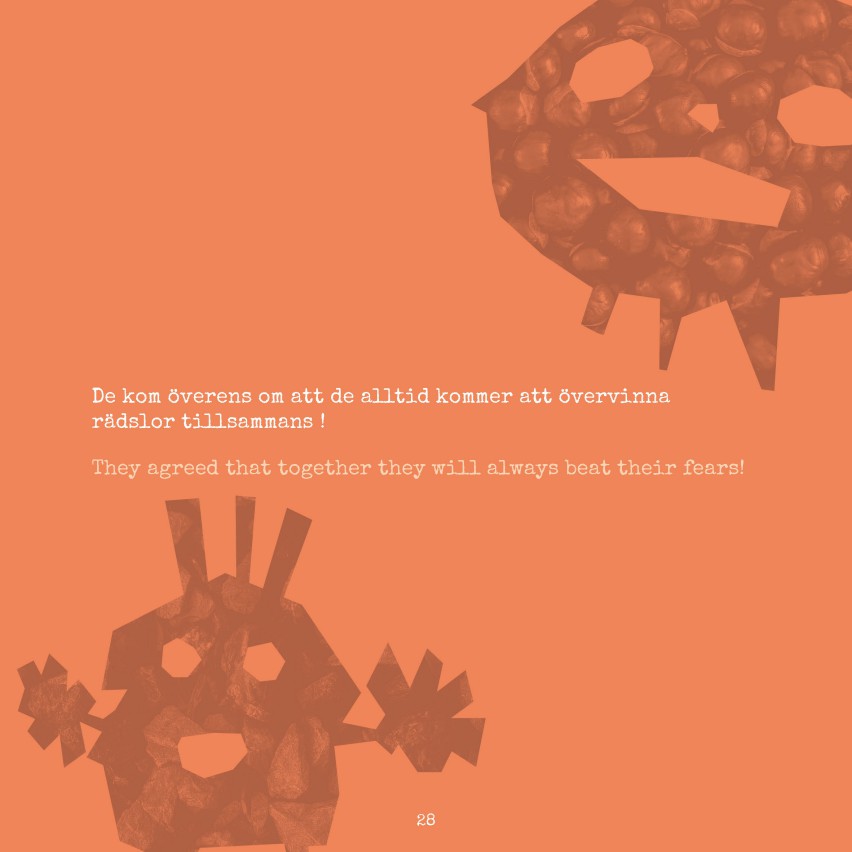 De kom överens om att de alltid kommer att övervinna
rädslor tillsammans !
They agreed that together they will always beat their fears!
28